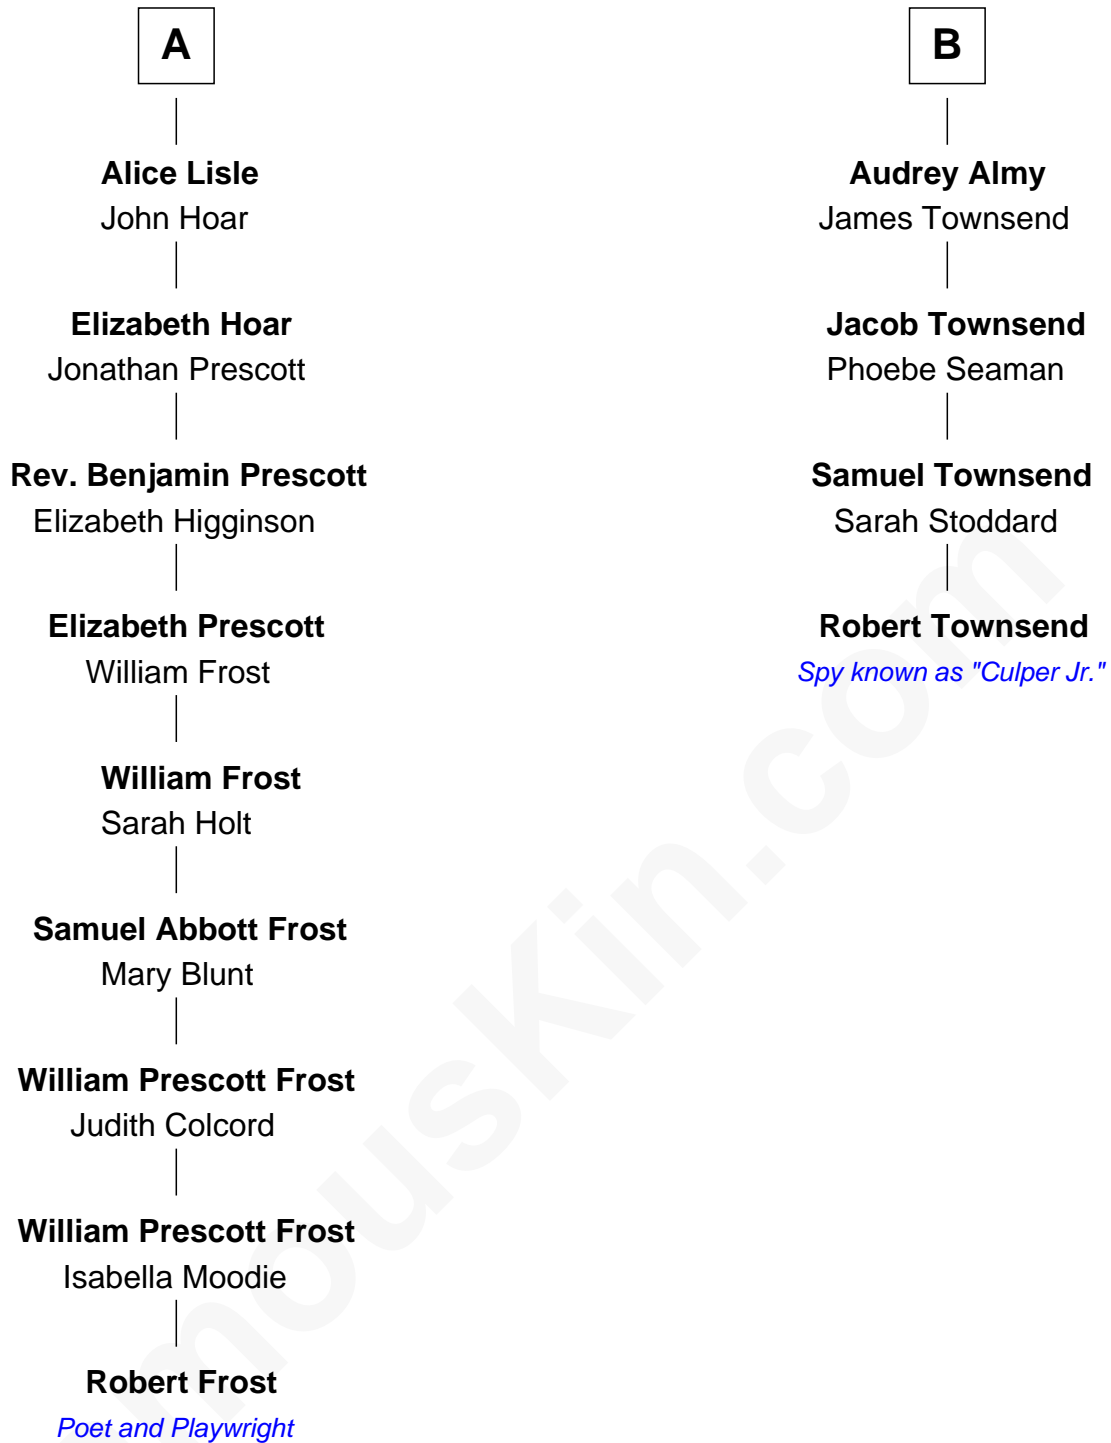 A
Alice Lisle
John Hoar
Elizabeth Hoar
Jonathan Prescott
Rev. Benjamin Prescott
Elizabeth Higginson
Elizabeth Prescott
William Frost
William Frost
Sarah Holt
Samuel Abbott Frost
Mary Blunt
William Prescott Frost
Judith Colcord
William Prescott Frost
Isabella Moodie
Robert Frost
Poet and Playwright
B
Audrey Almy
James Townsend
Jacob Townsend
Phoebe Seaman
Samuel Townsend
Sarah Stoddard
Robert Townsend
Spy known as "Culper Jr."
mousKin.com